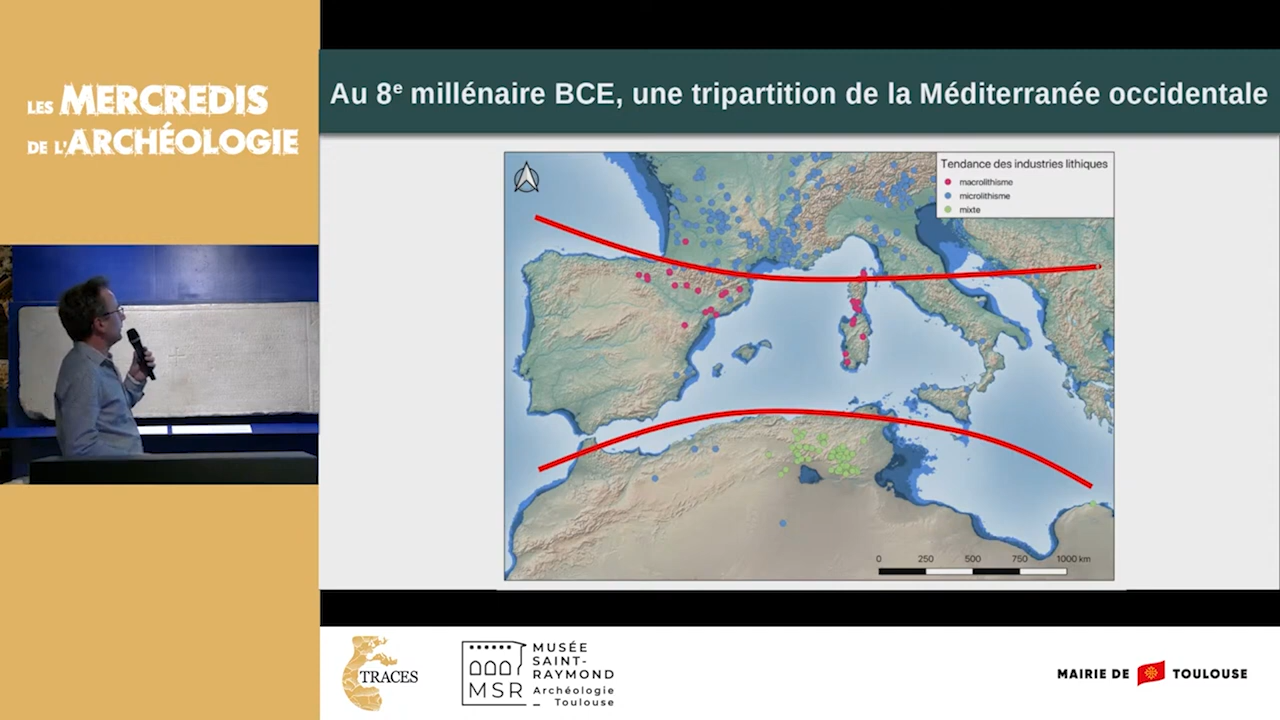 LES MERCREDIS
DE L'ARCHÉOLOGIE
Au 8e millénaire BCE, une tripartition de la Méditerranée occidentale
Tendance des industries lithiques
macrolithisme
microlithisme
mixte
0 250 500 750 1000 km
TRACES
MSR
MUSÉE
SAINT-
RAYMOND
Archéologie
Toulouse
MAIRIE DE TOULOUSE